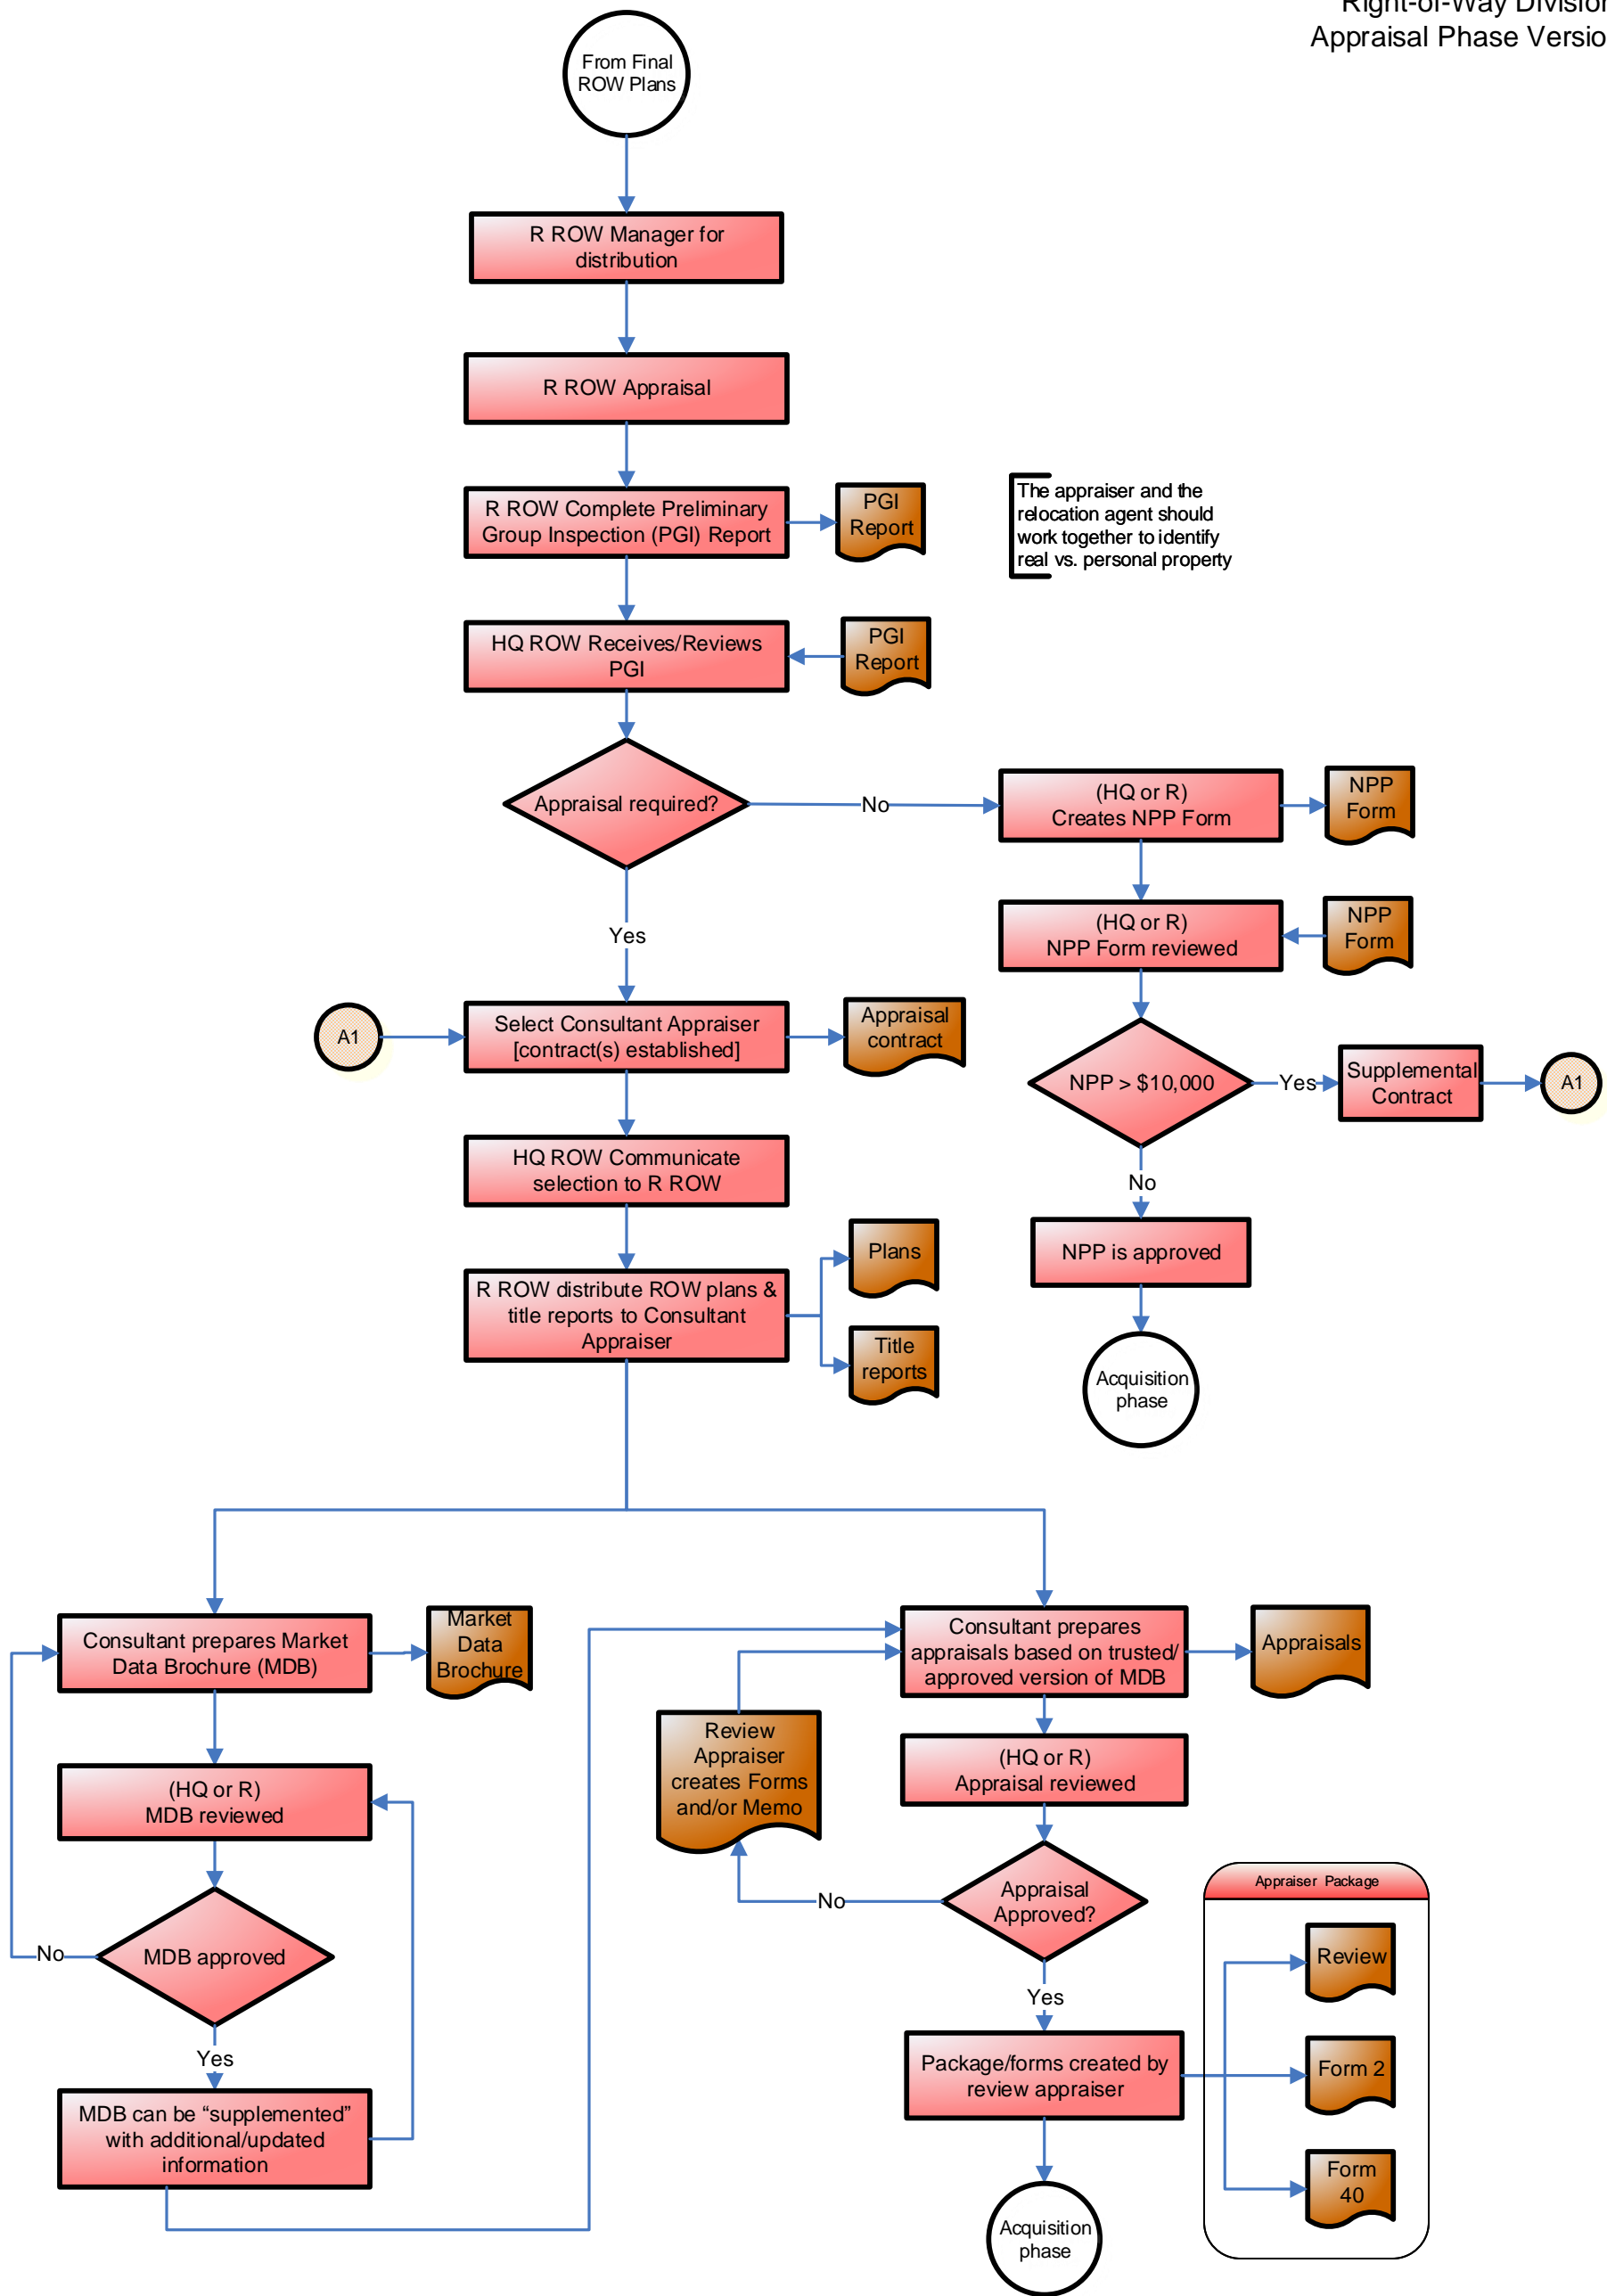 Right-of-Way Division
Appraisal Phase Versio
From Final
ROW Plans
R ROW Manager for
distribution
R ROW Appraisal
R ROW Complete Preliminary
Group Inspection (PGI) Report
PGI
Report
The appraiser and the
relocation agent should
work together to identify
real vs. personal property
HQ ROW Receives/Reviews
PGI
PGI
Report
Appraisal required?
No
(HQ or R)
Creates NPP Form
NPP
Form
Yes
(HQ or R)
NPP Form reviewed
NPP
Form
A1
Select Consultant Appraiser
[contract(s) established]
Appraisal
contract
NPP > $10,000
Yes
Supplemental
Contract
A1
HQ ROW Communicate
selection to R ROW
No
NPP is approved
R ROW distribute ROW plans &
title reports to Consultant
Appraiser
Plans
Title
reports
Acquisition
phase
Consultant prepares Market
Data Brochure (MDB)
Market
Data
Brochure
Consultant prepares
appraisals based on trusted/
approved version of MDB
Appraisals
Review
Appraiser
creates Forms
and/or Memo
(HQ or R)
MDB reviewed
(HQ or R)
Appraisal reviewed
No
MDB approved
No
Appraisal
Approved?
Appraiser Package
Review
Yes
Yes
MDB can be “supplemented”
with additional/updated
information
Package/forms created by
review appraiser
Form 2
Form
40
Acquisition
phase